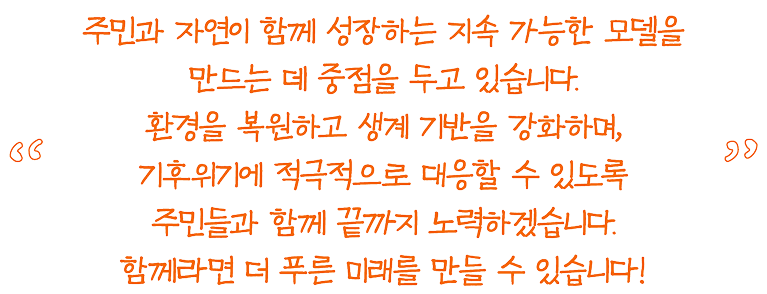 주민과 자연이 함께 성장하는 지속 가능한 모델을
만드는 데 중점을 두고 있습니다.
환경을 복원하고 생계 기반을 강화하며,
“ ”
기후위기에 적극적으로 대응할 수 있도록
주민들과 함께 끝까지 노력하겠습니다.
함께라면 더 푸른 미래를 만들 수 있습니다!